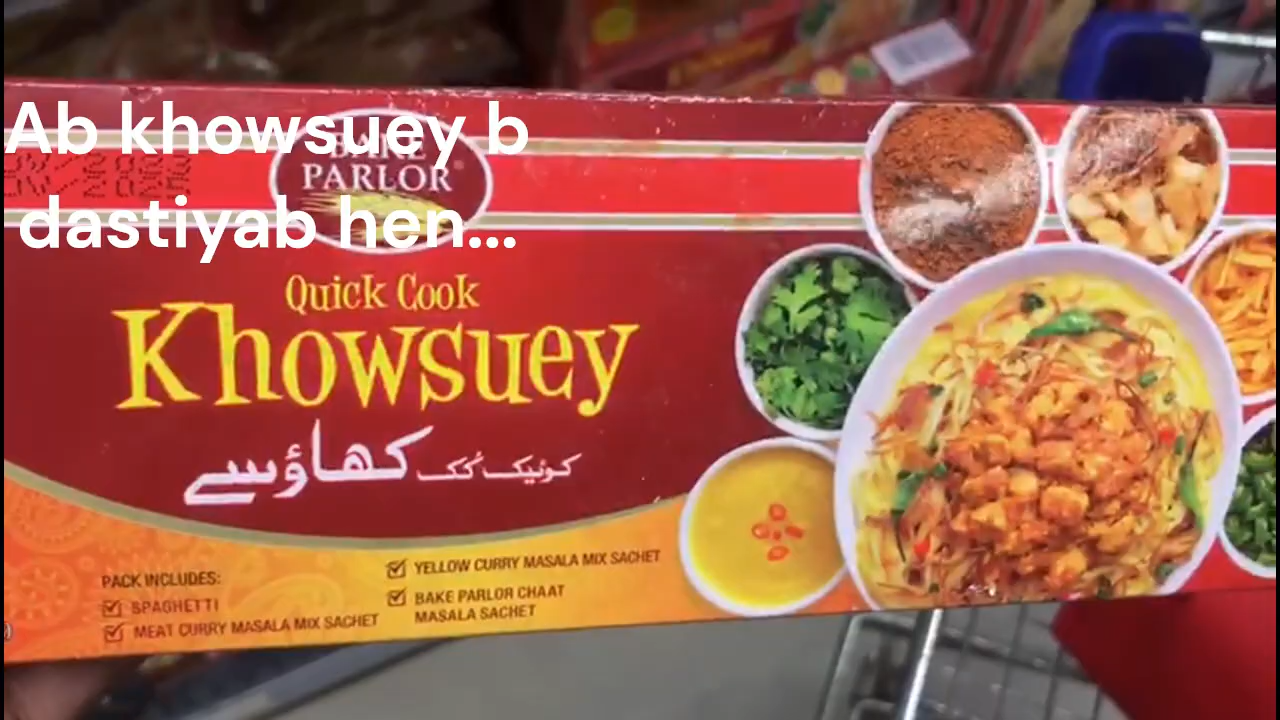 Ab khowsuey b
dastiyab hen...
BAKE
PARLOR
Quick Cook
Khowsuey
کوئیک کُک کھاؤسے
PACK INCLUDES:
SPAGHETTI
MEAT CURRY MASALA MIX SACHET
YELLOW CURRY MASALA MIX SACHET
BAKE PARLOR CHAAT
MASALA SACHET